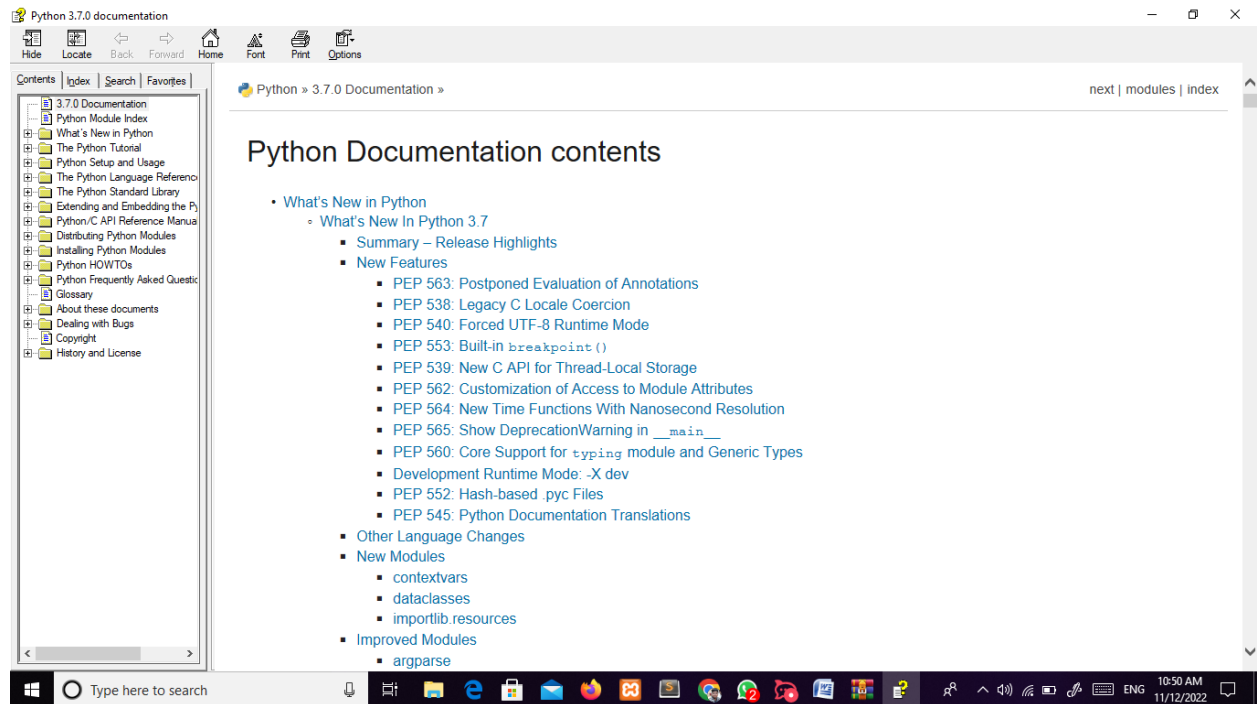 Python 3.7.0 documentation
Hide Locate Back Forward Home Font Print Options
Contents Index Search Favorites
3.7.0 Documentation
Python Module Index
What's New in Python
The Python Tutorial
Python Setup and Usage
The Python Language Referenc
The Python Standard Library
Extending and Embedding the Py
Python/C API Reference Manua
Distributing Python Modules
Installing Python Modules
Python HOWTOs
Python Frequently Asked Questic
Glossary
About these documents
Dealing with Bugs
Copyright
History and License
Python » 3.7.0 Documentation »
next | modules | index
Python Documentation contents
• What's New in Python
◦ What's New In Python 3.7
▪ Summary – Release Highlights
▪ New Features
▪ PEP 563: Postponed Evaluation of Annotations
▪ PEP 538: Legacy C Locale Coercion
▪ PEP 540: Forced UTF-8 Runtime Mode
▪ PEP 553: Built-in breakpoint()
▪ PEP 539: New C API for Thread-Local Storage
▪ PEP 562: Customization of Access to Module Attributes
▪ PEP 564: New Time Functions With Nanosecond Resolution
▪ PEP 565: Show DeprecationWarning in __main__
▪ PEP 560: Core Support for typing module and Generic Types
▪ Development Runtime Mode: -X dev
▪ PEP 552: Hash-based .pyc Files
▪ PEP 545: Python Documentation Translations
▪ Other Language Changes
▪ New Modules
▪ contextvars
▪ dataclasses
▪ importlib.resources
▪ Improved Modules
▪ argparse
Type here to search
2
ENG
10:50 AM
11/12/2022